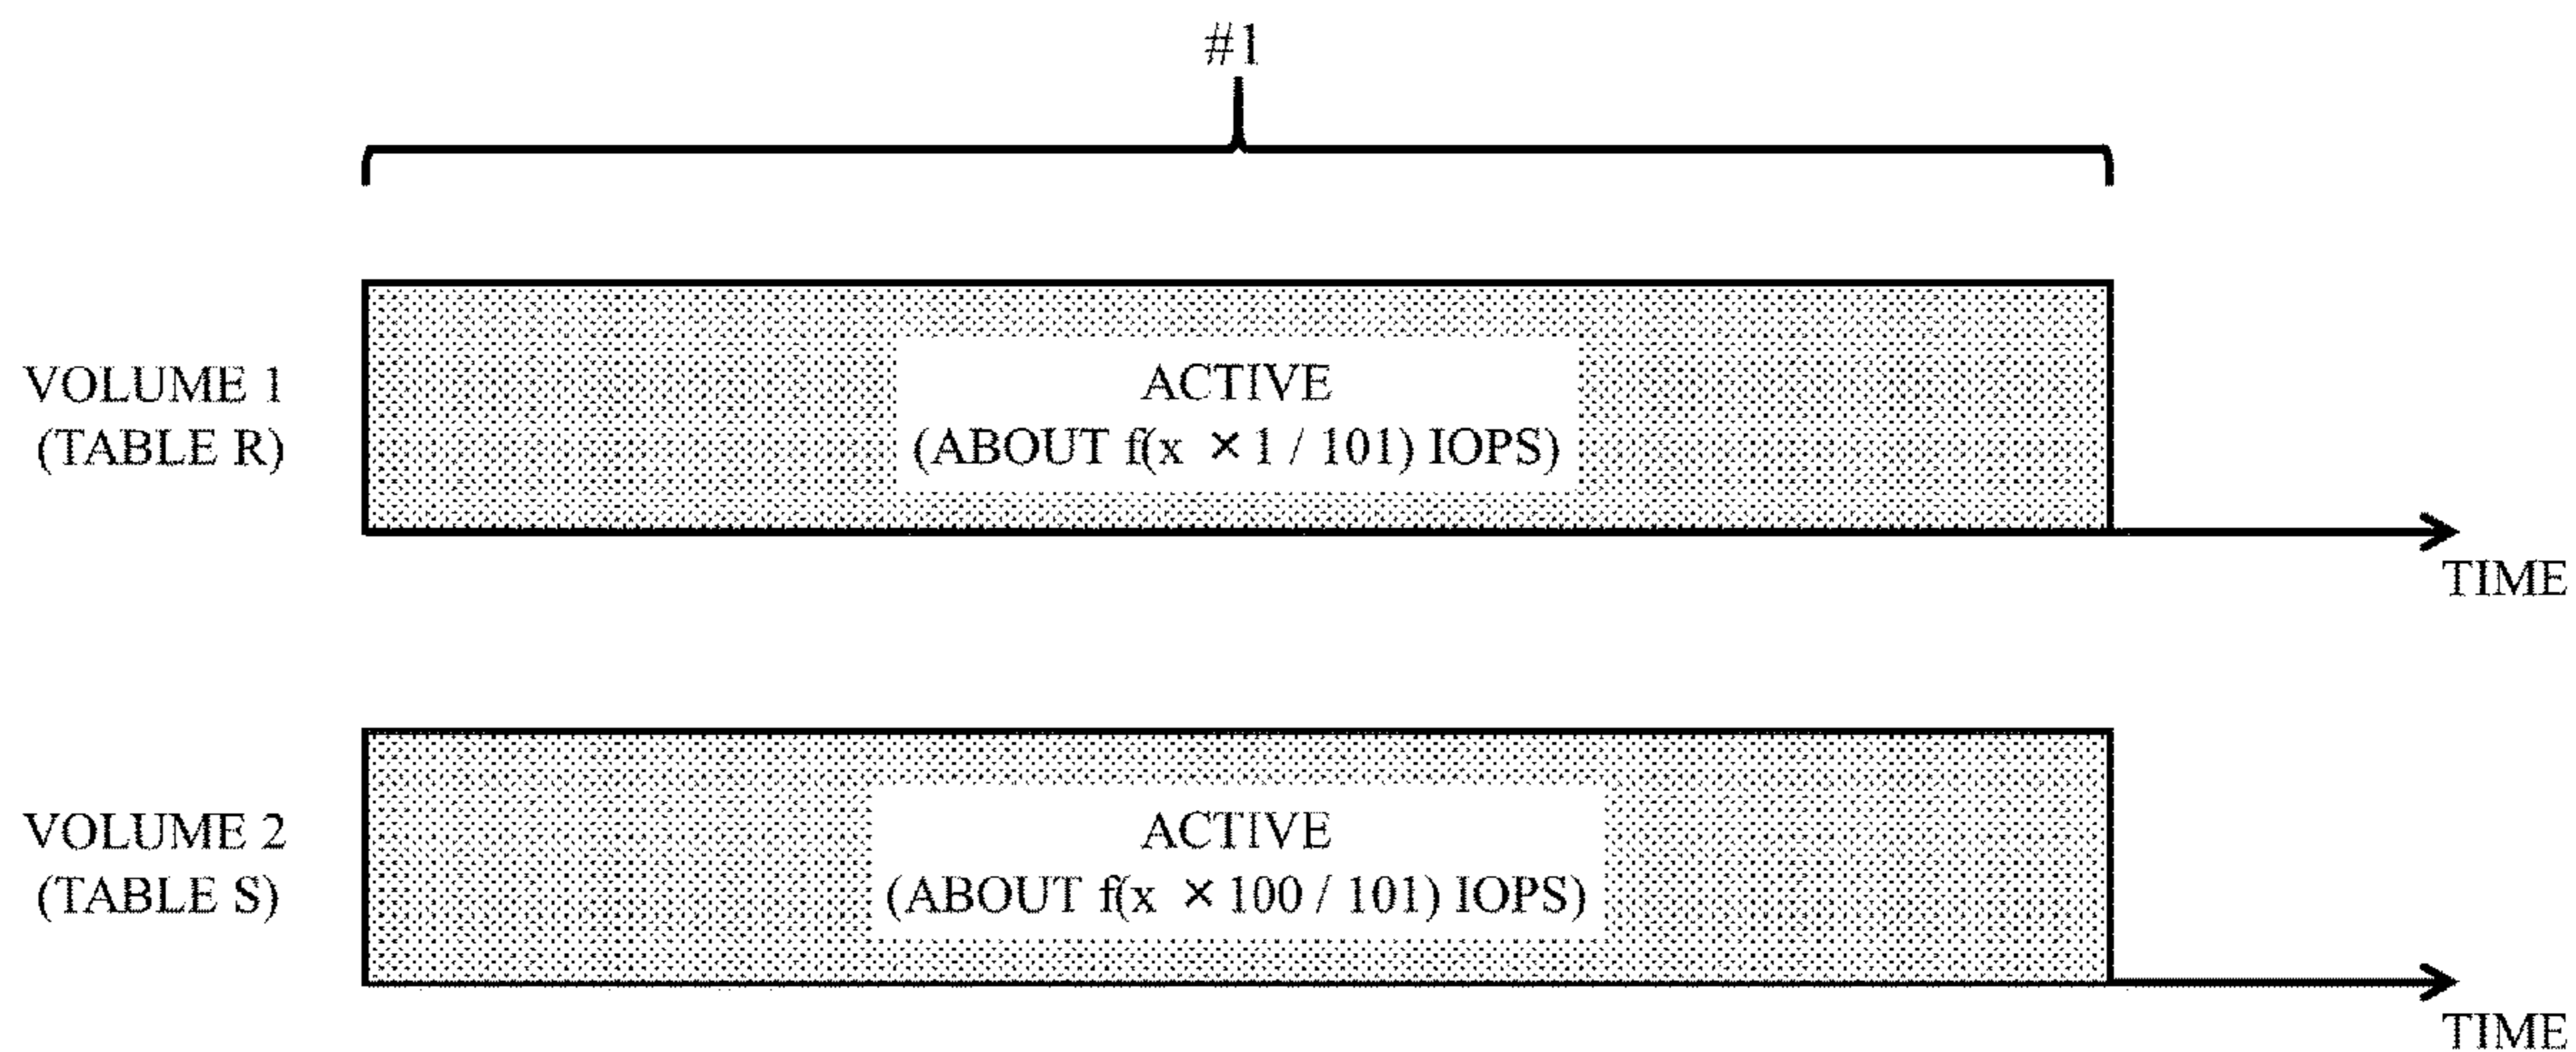 #1
VOLUME 1
(TABLE R)
ACTIVE
(ABOUT f(x × 1 / 101) IOPS)
TIME
VOLUME 2
(TABLE S)
ACTIVE
(ABOUT f(x × 100 / 101) IOPS)
TIME